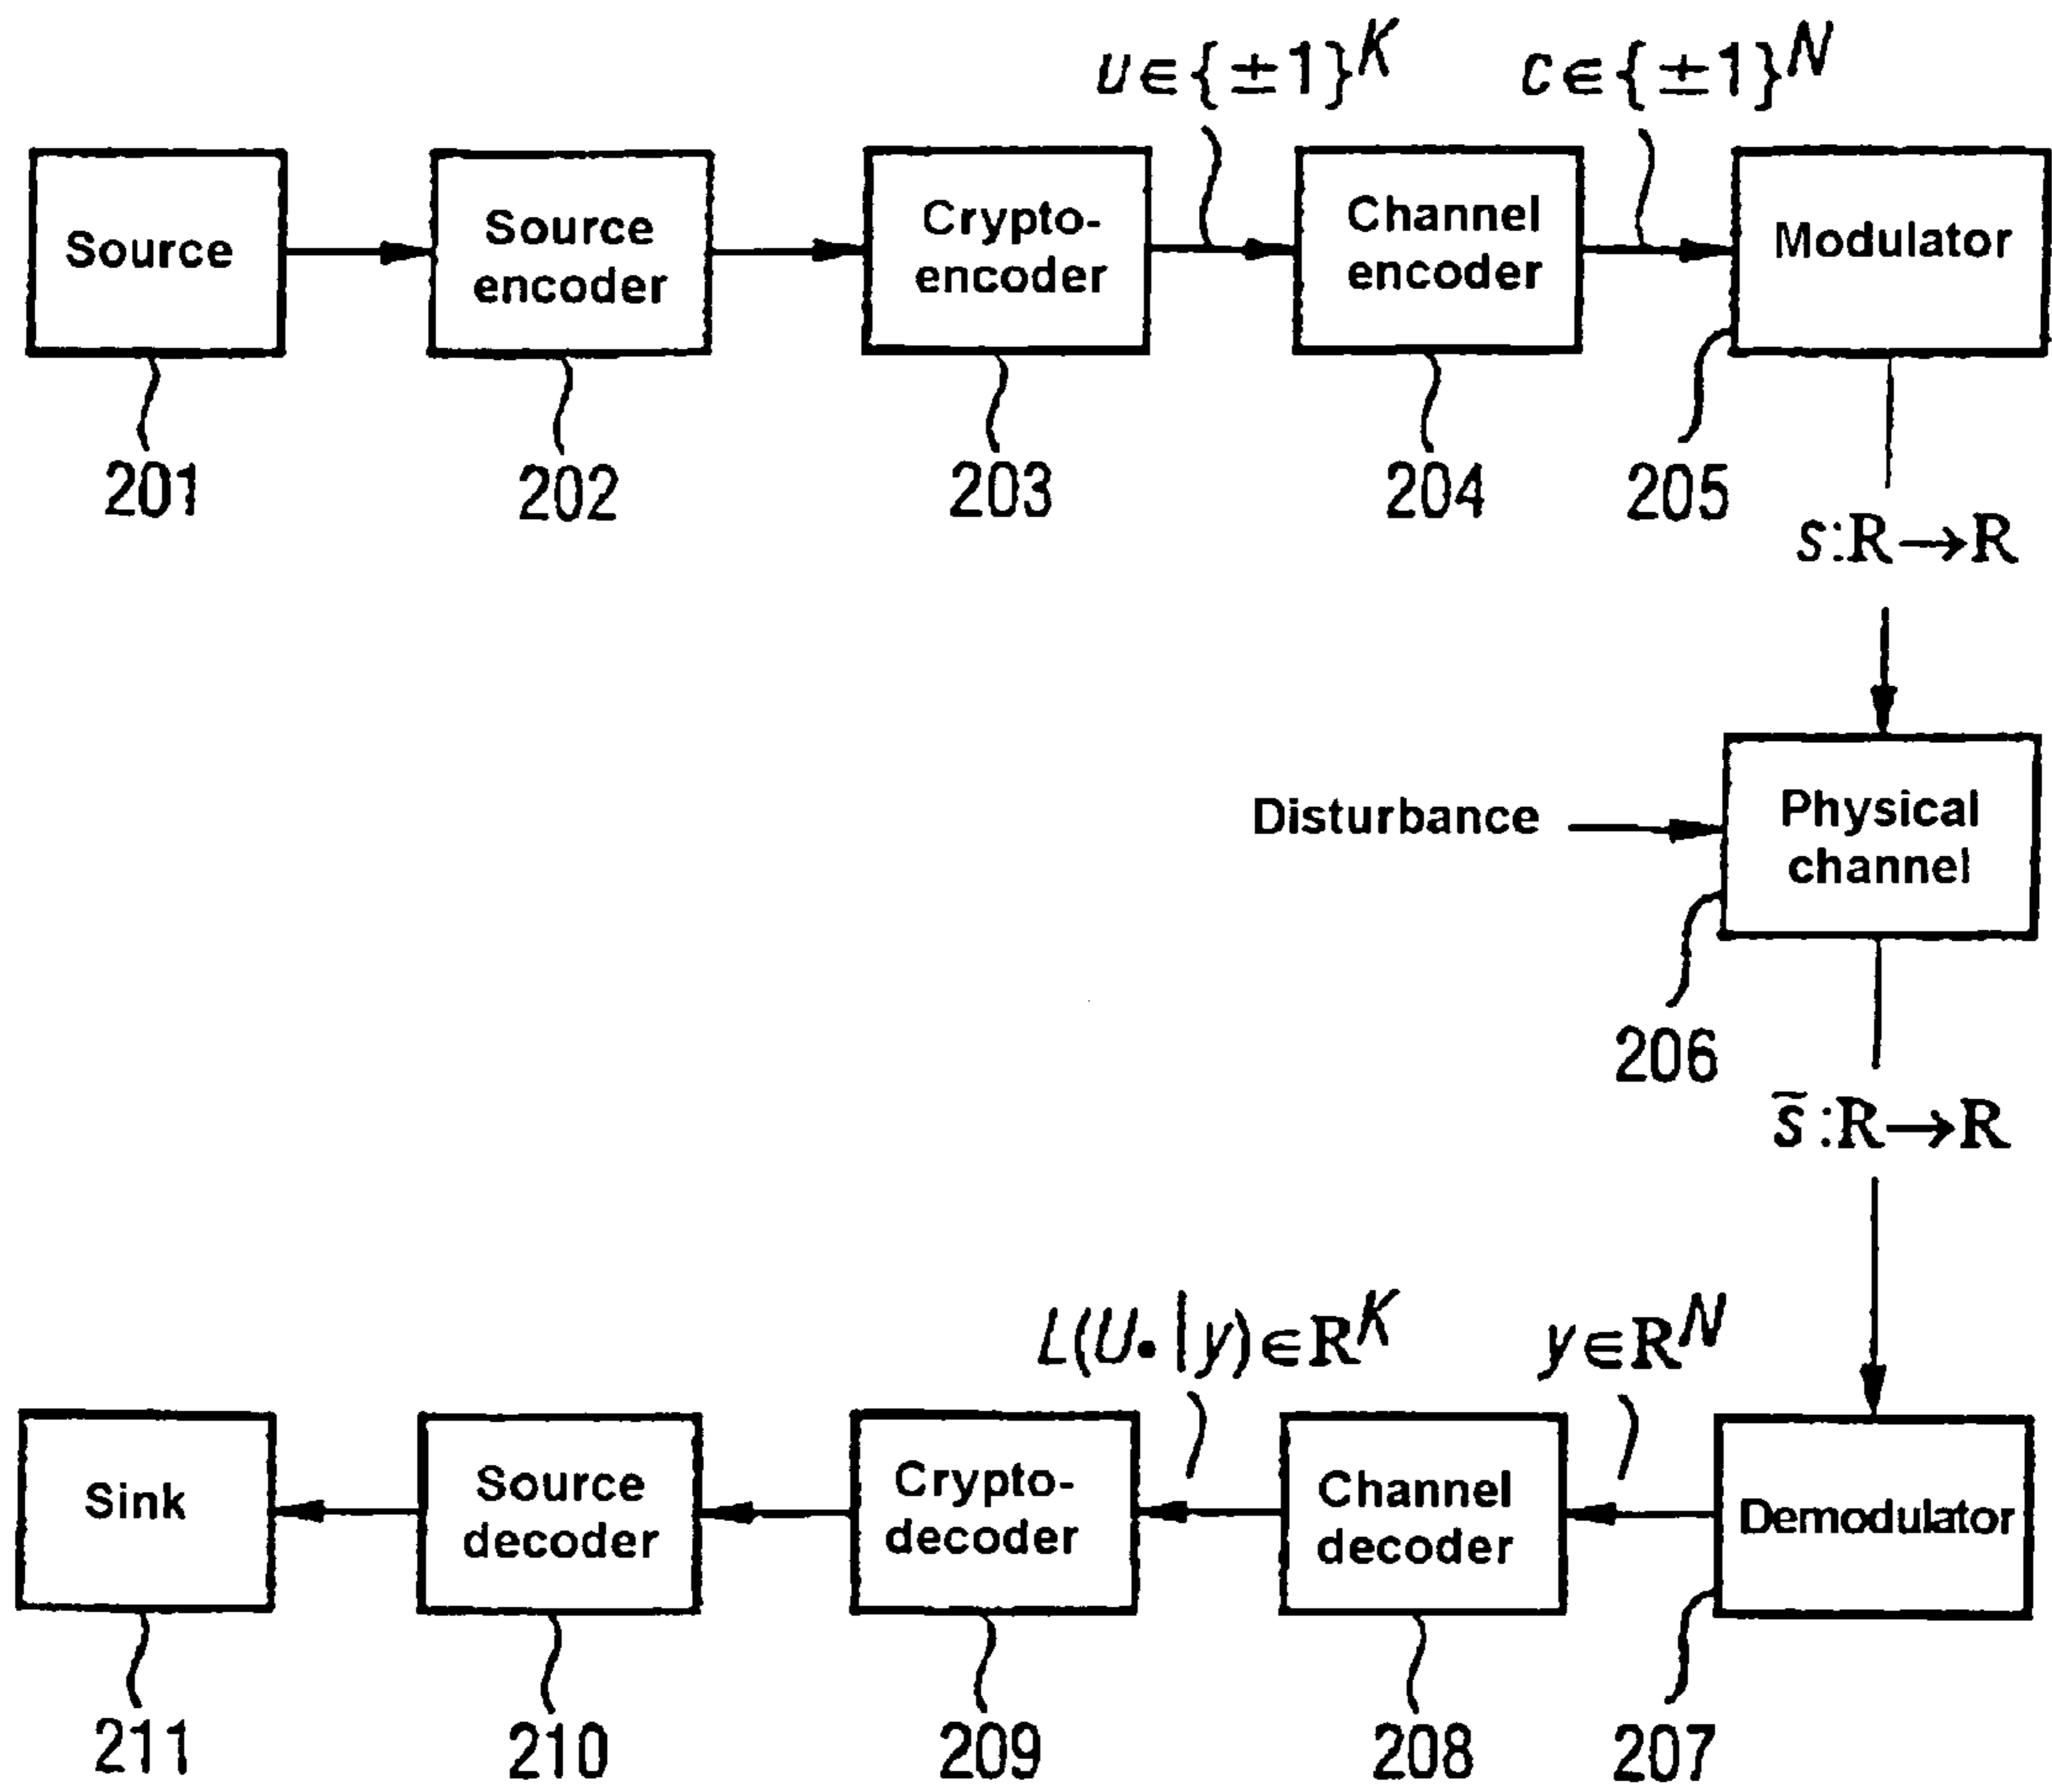 u∈{±1}^K
c∈{±1}^N
Source
Source
encoder
Crypto-
encoder
Channel
encoder
Modulator
201
202
203
204
205
s:R→R
Disturbance
Physical
channel
206
s̃:R→R
L(U•|y)∈R^K
y∈R^N
Sink
Source
decoder
Crypto-
decoder
Channel
decoder
Demodulator
211
210
209
208
207